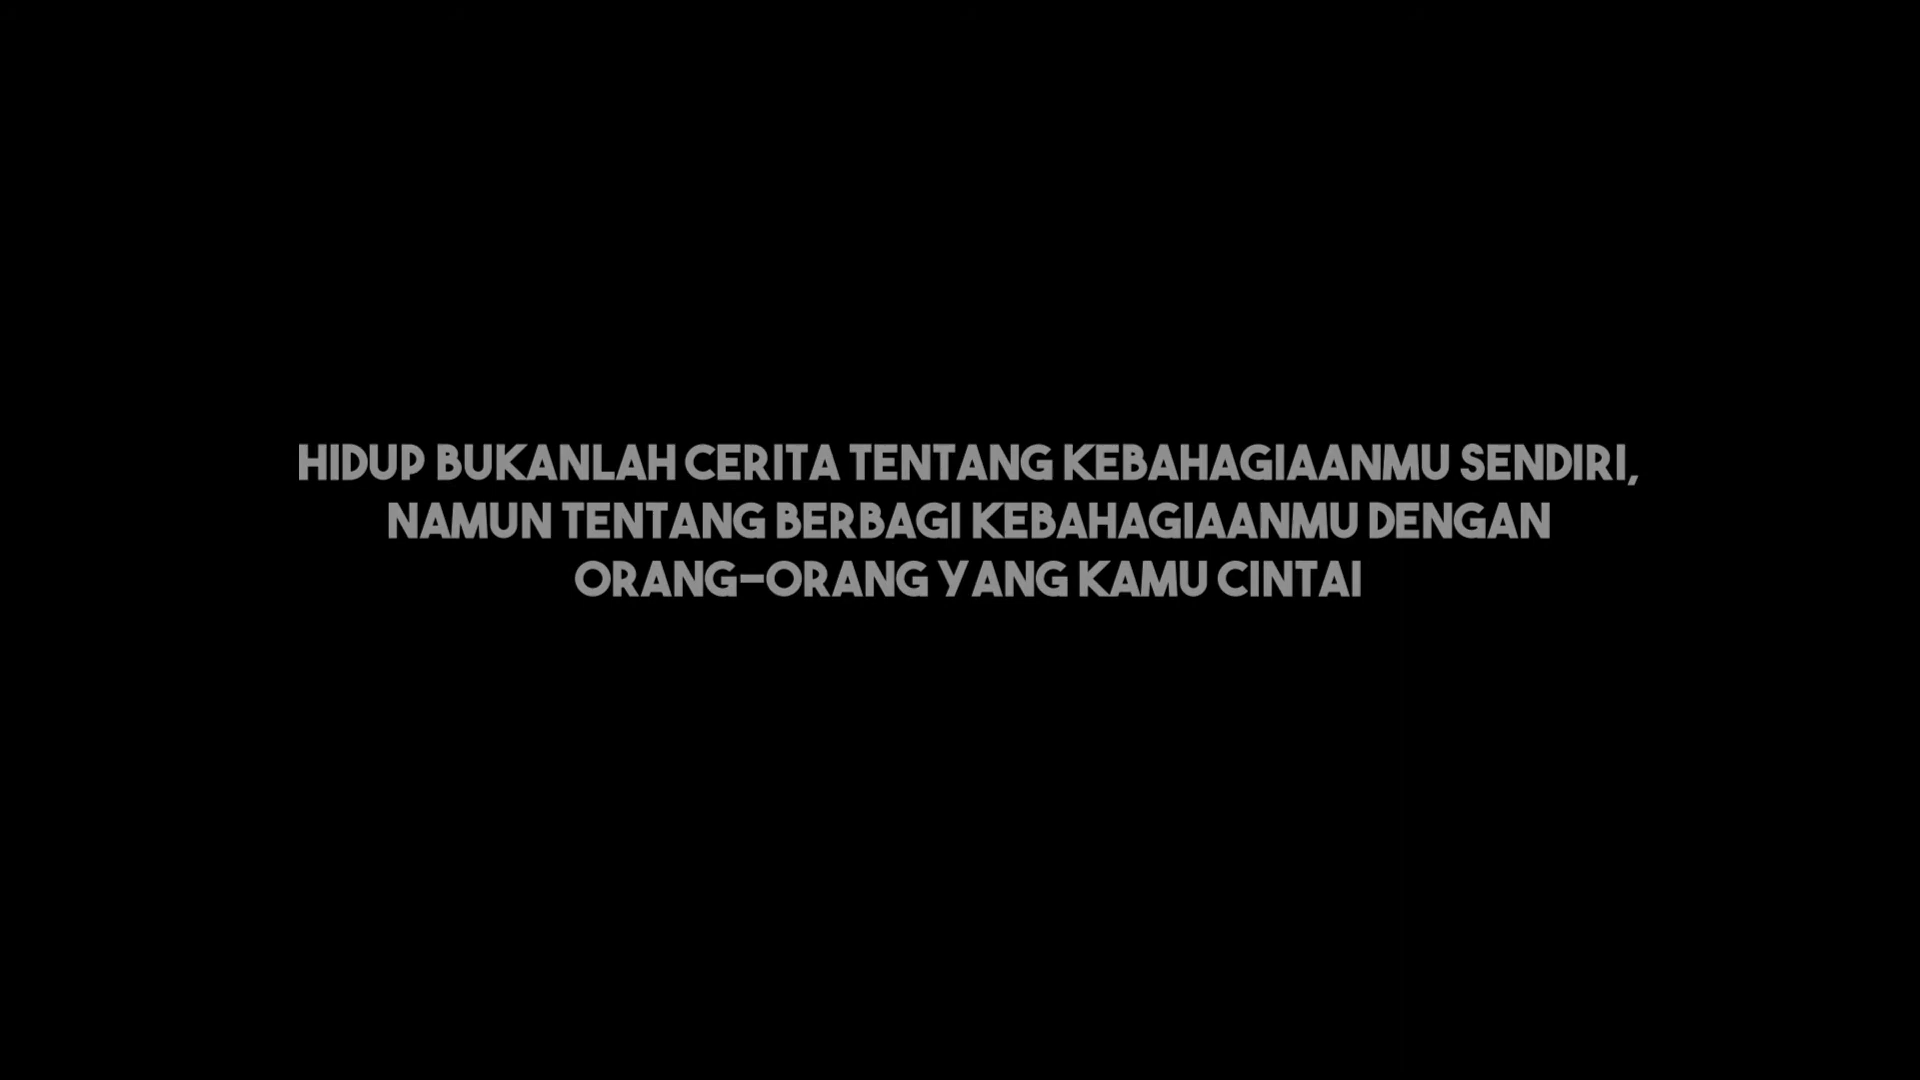 HIDUP BUKANLAH CERITA TENTANG KEBAHAGIAANMU SENDIRI,
NAMUN TENTANG BERBAGI KEBAHAGIAANMU DENGAN
ORANG-ORANG YANG KAMU CINTAI